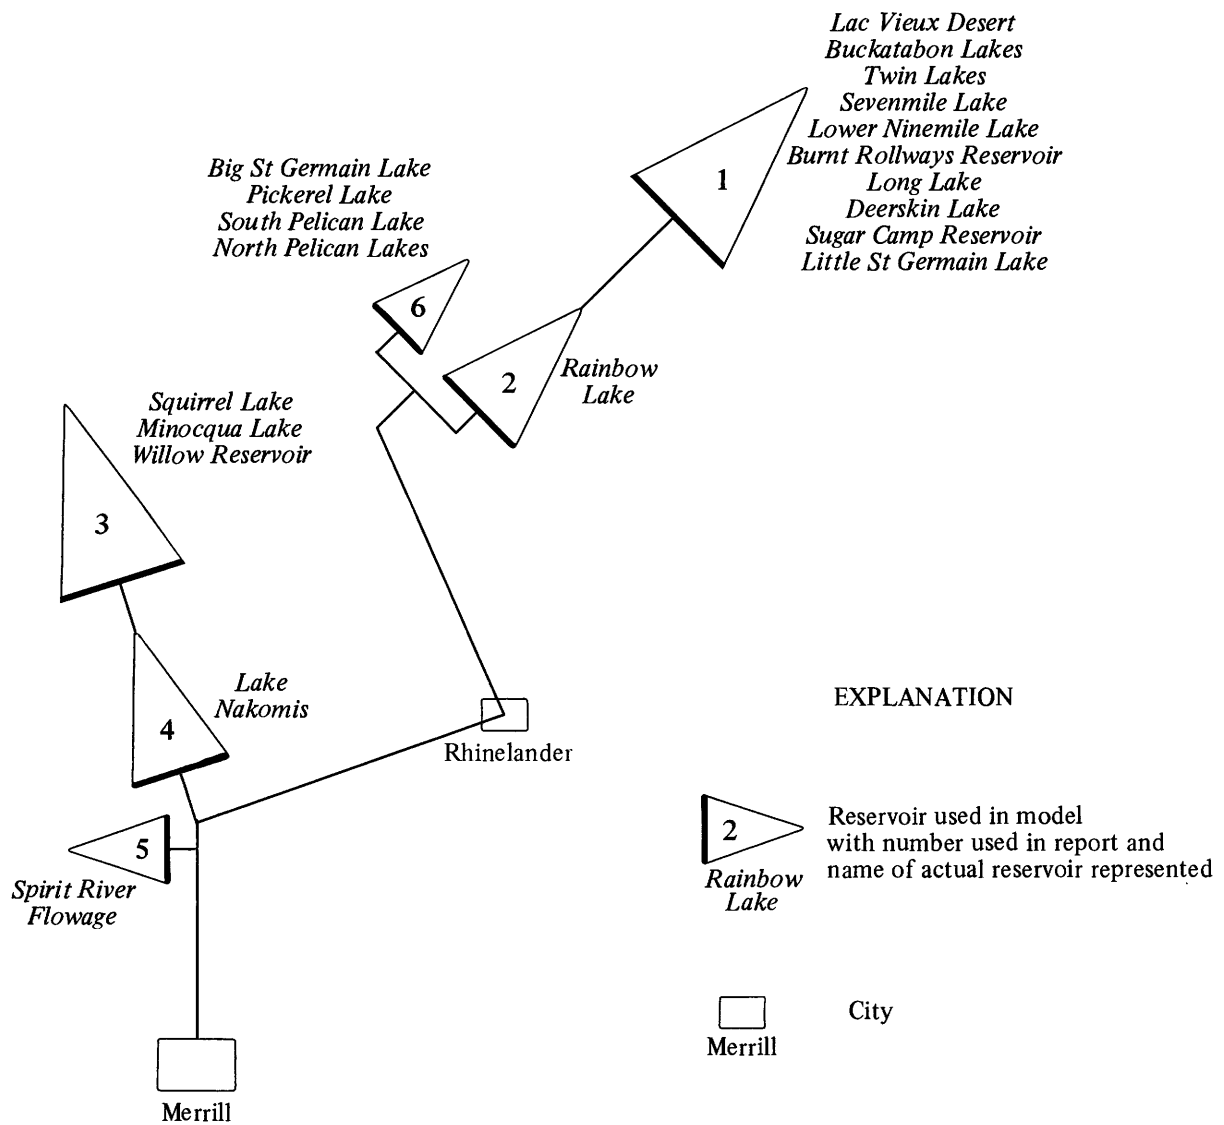 Lac Vieux Desert
Buckatabon Lakes
Twin Lakes
Sevenmile Lake
Lower Ninemile Lake
Burnt Rollways Reservoir
Long Lake
Deerskin Lake
Sugar Camp Reservoir
Little St Germain Lake
1
Big St Germain Lake
Pickerel Lake
South Pelican Lake
North Pelican Lakes
6
2
Rainbow
Lake
Squirrel Lake
Minocqua Lake
Willow Reservoir
3
Lake
Nakomis
4
Rhinelander
5
Spirit River
Flowage
Merrill
EXPLANATION
2
Rainbow
Lake
Reservoir used in model
with number used in report and
name of actual reservoir represented
Merrill
City